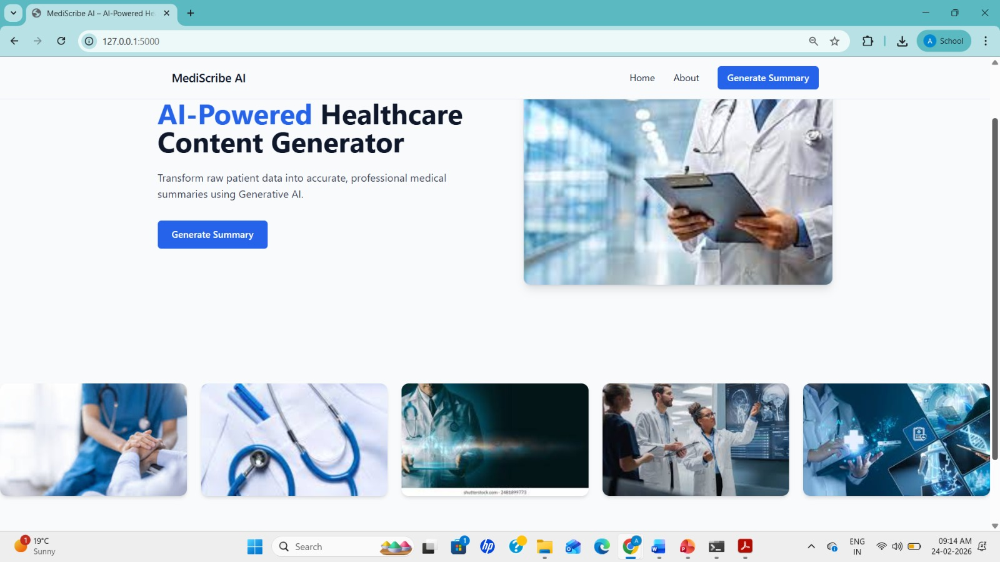 MediScribe AI – AI-Powered He
127.0.0.1:5000
A School
MediScribe AI
Home
About
Generate Summary
AI-Powered Healthcare
Content Generator
Transform raw patient data into accurate, professional medical
summaries using Generative AI.
Generate Summary
AI
shutterstock.com · 2481899773
1
19°C
Sunny
Search
1
hp
?
A
W
P
ENG
IN
09:14 AM
24-02-2026